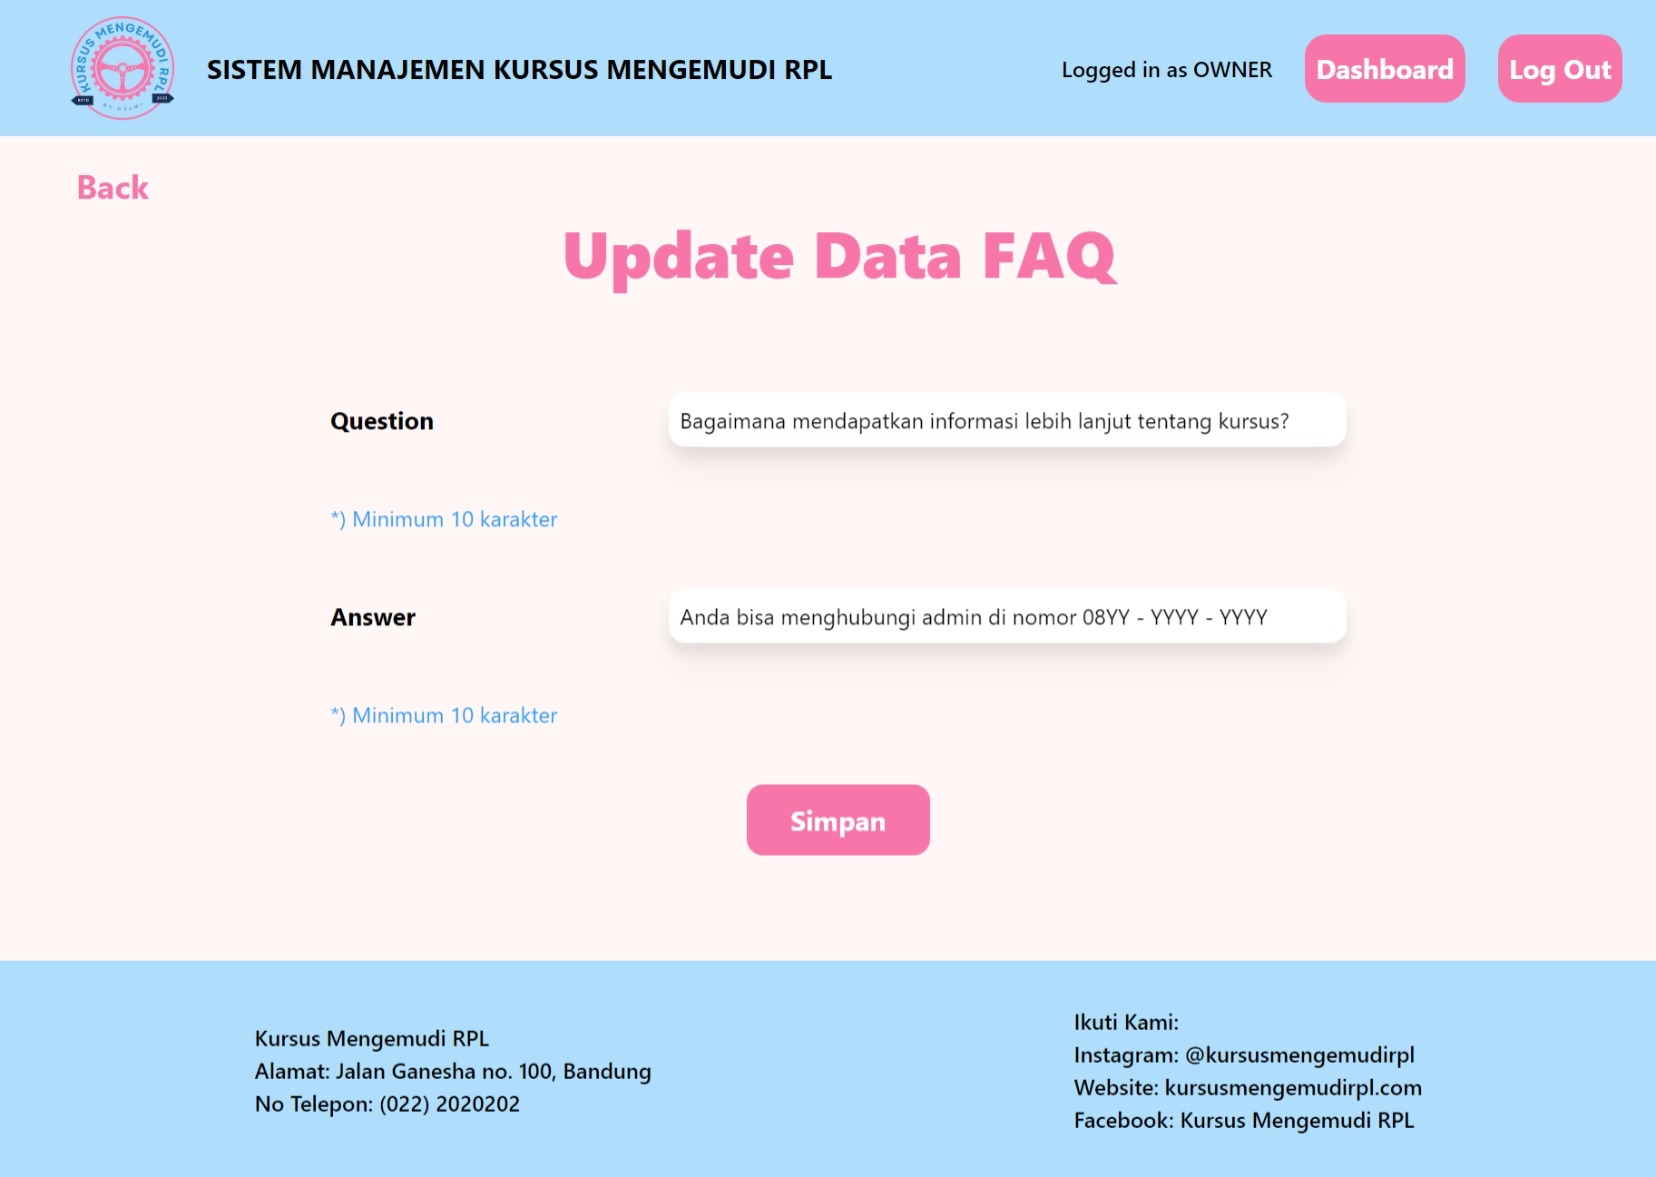 KURSUS MENGEMUDI RPL
BY HELMI
SISTEM MANAJEMEN KURSUS MENGEMUDI RPL
Logged in as OWNER
Dashboard
Log Out
Back
Update Data FAQ
Question
Bagaimana mendapatkan informasi lebih lanjut tentang kursus?
*) Minimum 10 karakter
Answer
Anda bisa menghubungi admin di nomor 08YY - YYYY - YYYY
*) Minimum 10 karakter
Simpan
Kursus Mengemudi RPL
Alamat: Jalan Ganesha no. 100, Bandung
No Telepon: (022) 2020202
Ikuti Kami:
Instagram: @kursusmengemudirpl
Website: kursusmengemudirpl.com
Facebook: Kursus Mengemudi RPL